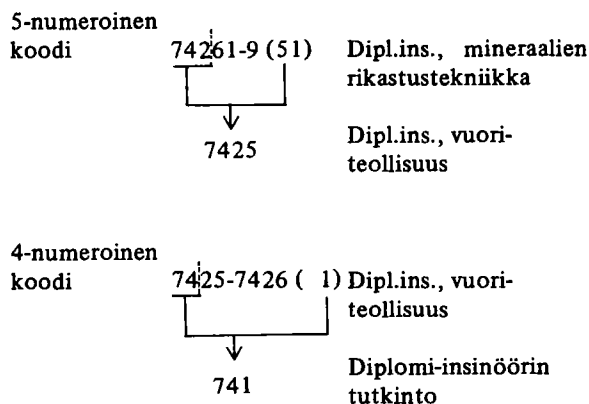 5-numeroinen
koodi 74261-9 (51) Dipl.ins., mineraalien
rikastustekniikka
7425 Dipl.ins., vuori-
teollisuus
4-numeroinen
koodi 7425-7426 ( 1) Dipl.ins., vuori-
teollisuus
741 Diplomi-insinöörin
tutkinto